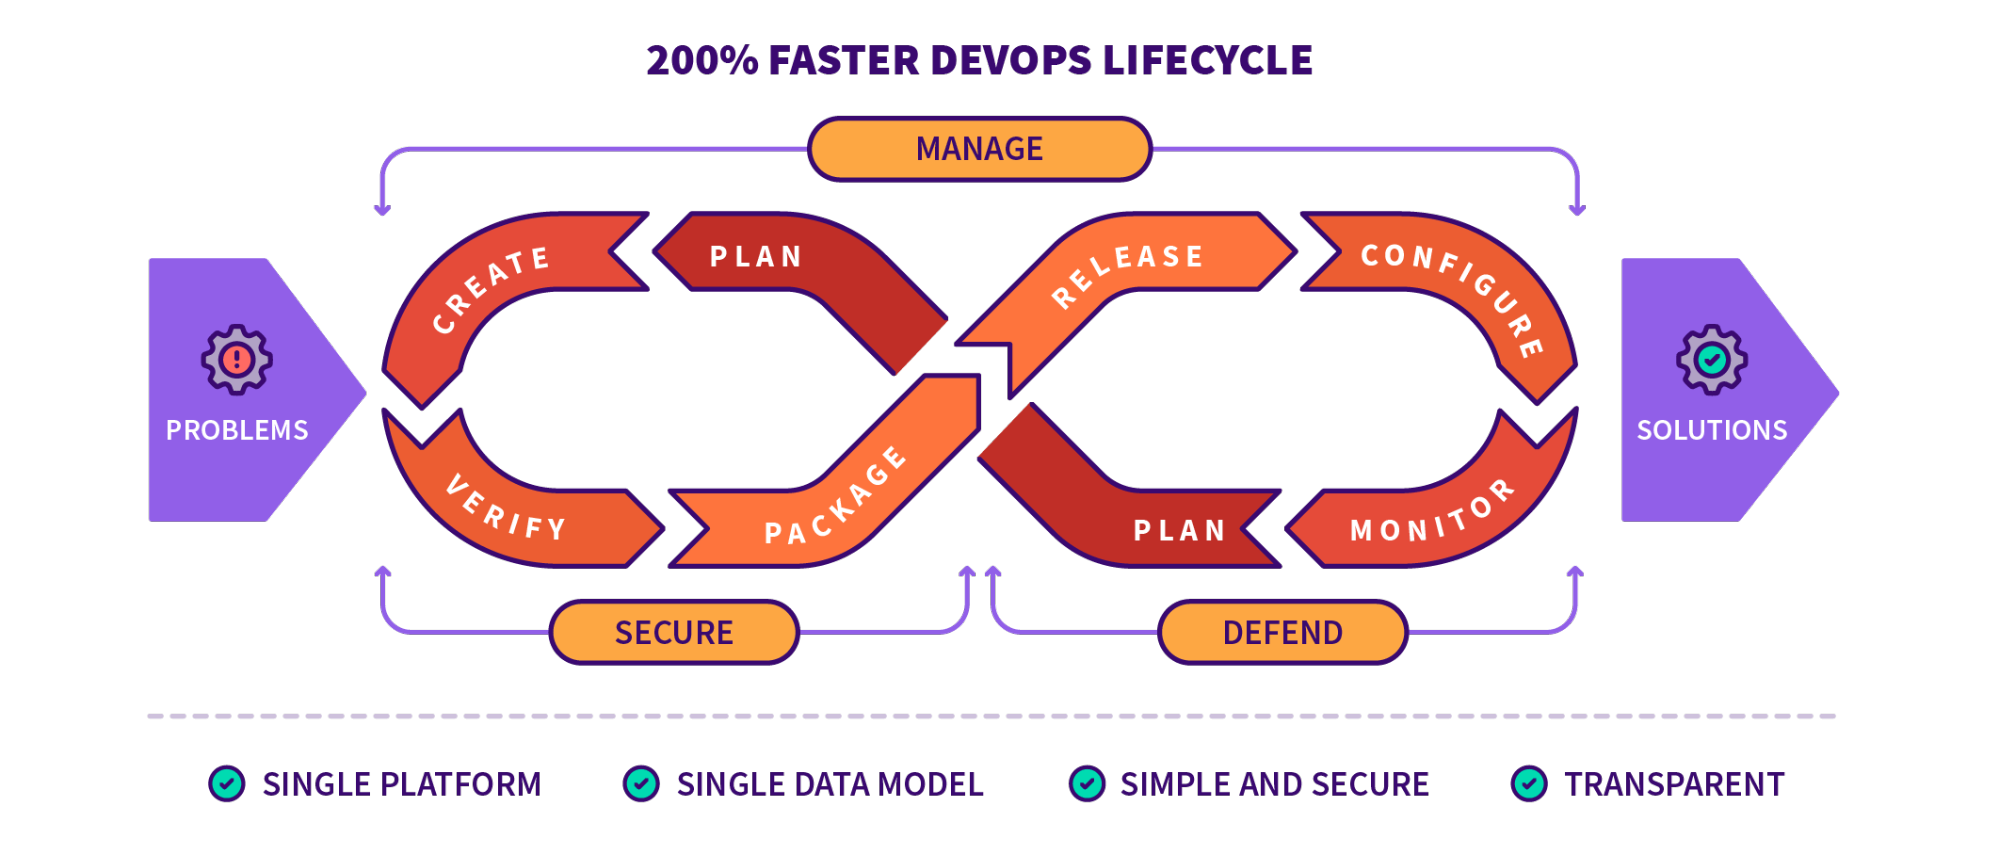 200% FASTER DEVOPS LIFECYCLE
MANAGE
CREATE
PLAN
RELEASE
CONFIGURE
PROBLEMS
SOLUTIONS
VERIFY
PACKAGE
PLAN
MONITOR
SECURE
DEFEND
SINGLE PLATFORM
SINGLE DATA MODEL
SIMPLE AND SECURE
TRANSPARENT